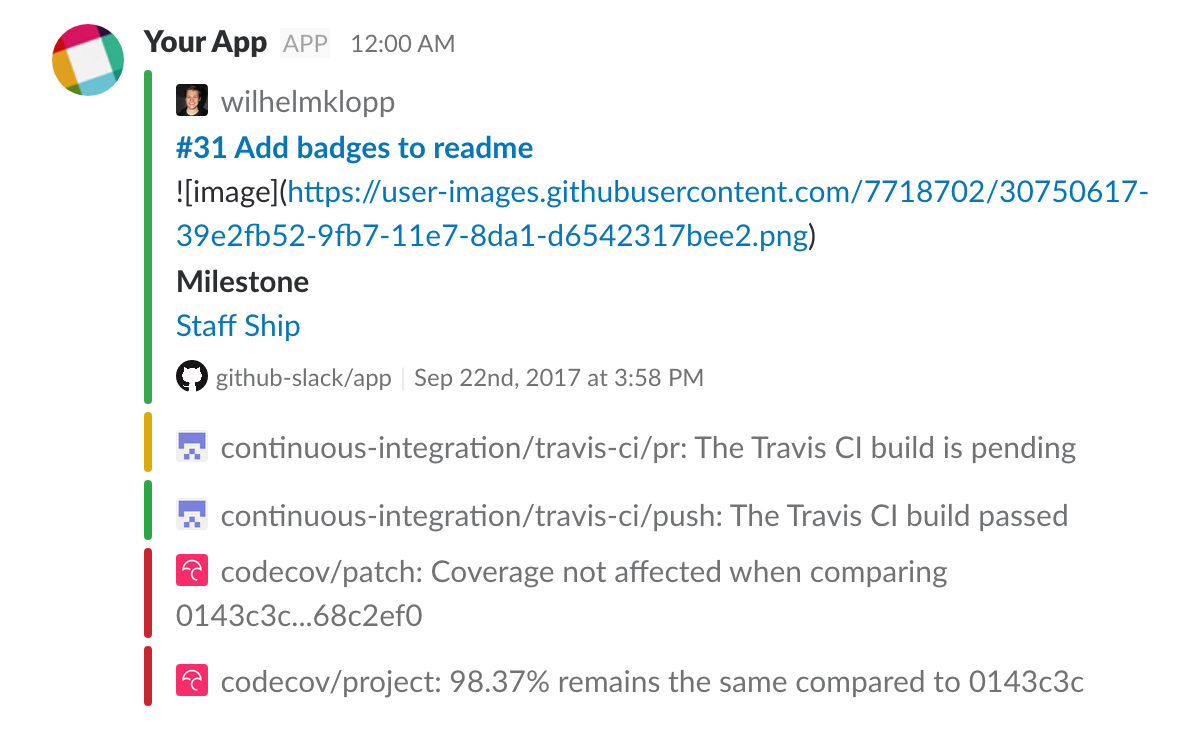 Your App APP 12:00 AM
wilhelmklopp
#31 Add badges to readme
![image](https://user-images.githubusercontent.com/7718702/30750617-
39e2fb52-9fb7-11e7-8da1-d6542317bee2.png)
Milestone
Staff Ship
github-slack/app | Sep 22nd, 2017 at 3:58 PM
continuous-integration/travis-ci/pr: The Travis CI build is pending
continuous-integration/travis-ci/push: The Travis CI build passed
codecov/patch: Coverage not affected when comparing
0143c3c...68c2ef0
codecov/project: 98.37% remains the same compared to 0143c3c